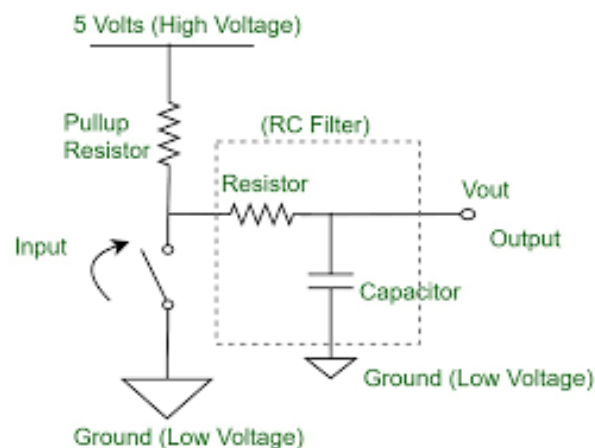 5 Volts (High Voltage)
Pullup
Resistor
(RC Filter)
Resistor
Vout
Input
Output
Capacitor
Ground (Low Voltage)
Ground (Low Voltage)